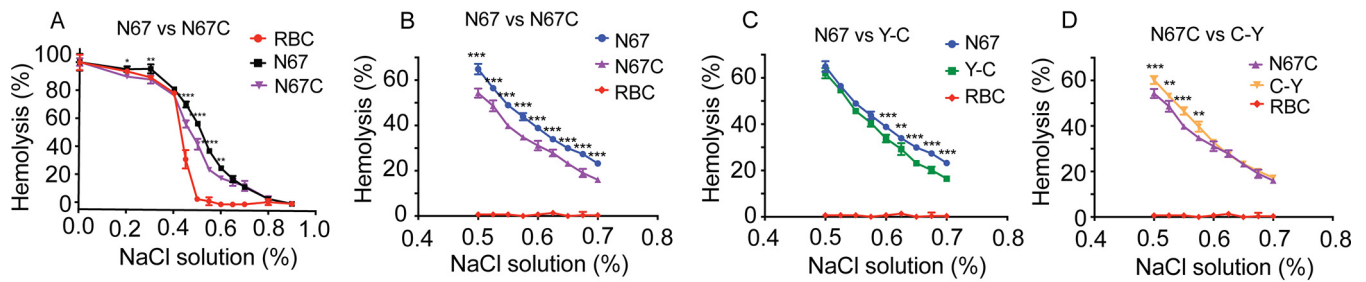 A
N67 vs N67C
RBC
N67
N67C
Hemolysis (%)
100
80
60
40
20
0
* ** *** *** *** **
0.0 0.2 0.4 0.6 0.8 1.0
NaCl solution (%)
B
N67 vs N67C
N67
N67C
RBC
Hemolysis (%)
60
40
20
0
*** *** *** *** *** *** *** *** ***
0.4 0.5 0.6 0.7 0.8
NaCl solution (%)
C
N67 vs Y-C
N67
Y-C
RBC
Hemolysis (%)
60
40
20
0
*** ** *** *** ***
0.4 0.5 0.6 0.7 0.8
NaCl solution (%)
D
N67C vs C-Y
N67C
C-Y
RBC
Hemolysis (%)
60
40
20
0
*** ** *** **
0.4 0.5 0.6 0.7 0.8
NaCl solution (%)